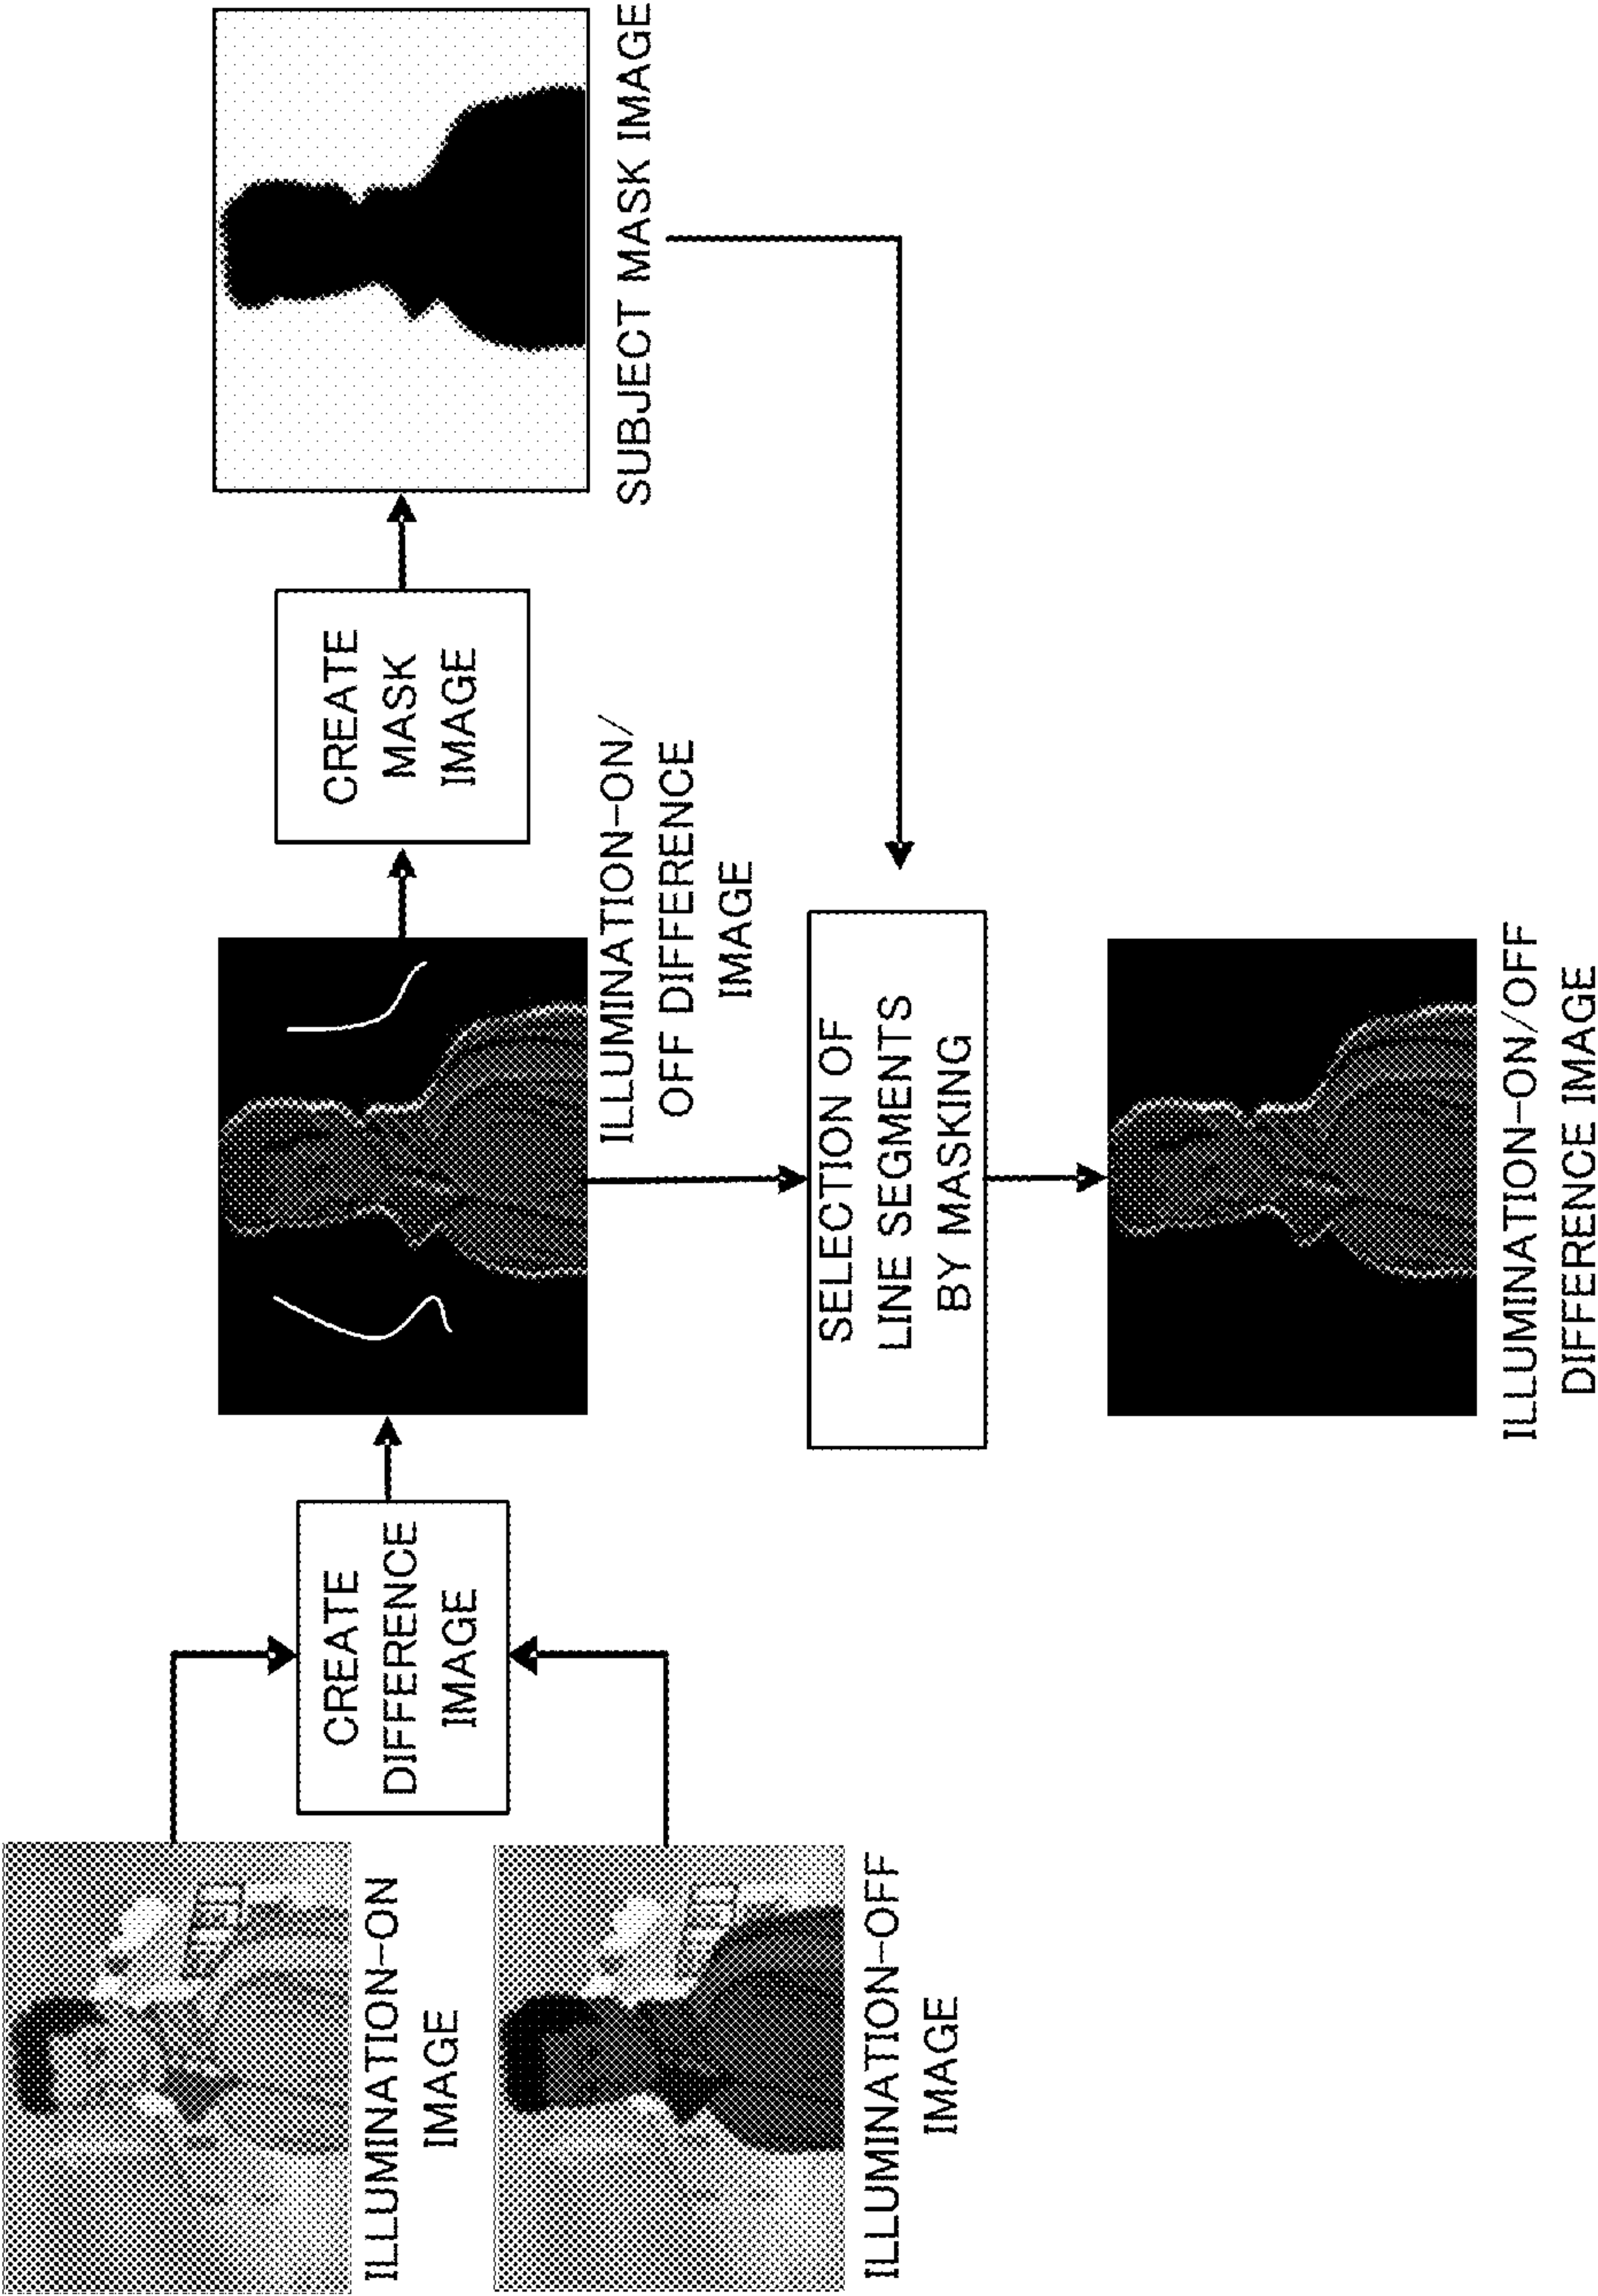 ILLUMINATION-ON
IMAGE
ILLUMINATION-OFF
IMAGE
CREATE
DIFFERENCE
IMAGE
ILLUMINATION-ON/
OFF DIFFERENCE
IMAGE
CREATE
MASK
IMAGE
SUBJECT MASK IMAGE
SELECTION OF
LINE SEGMENTS
BY MASKING
ILLUMINATION-ON/OFF
DIFFERENCE IMAGE